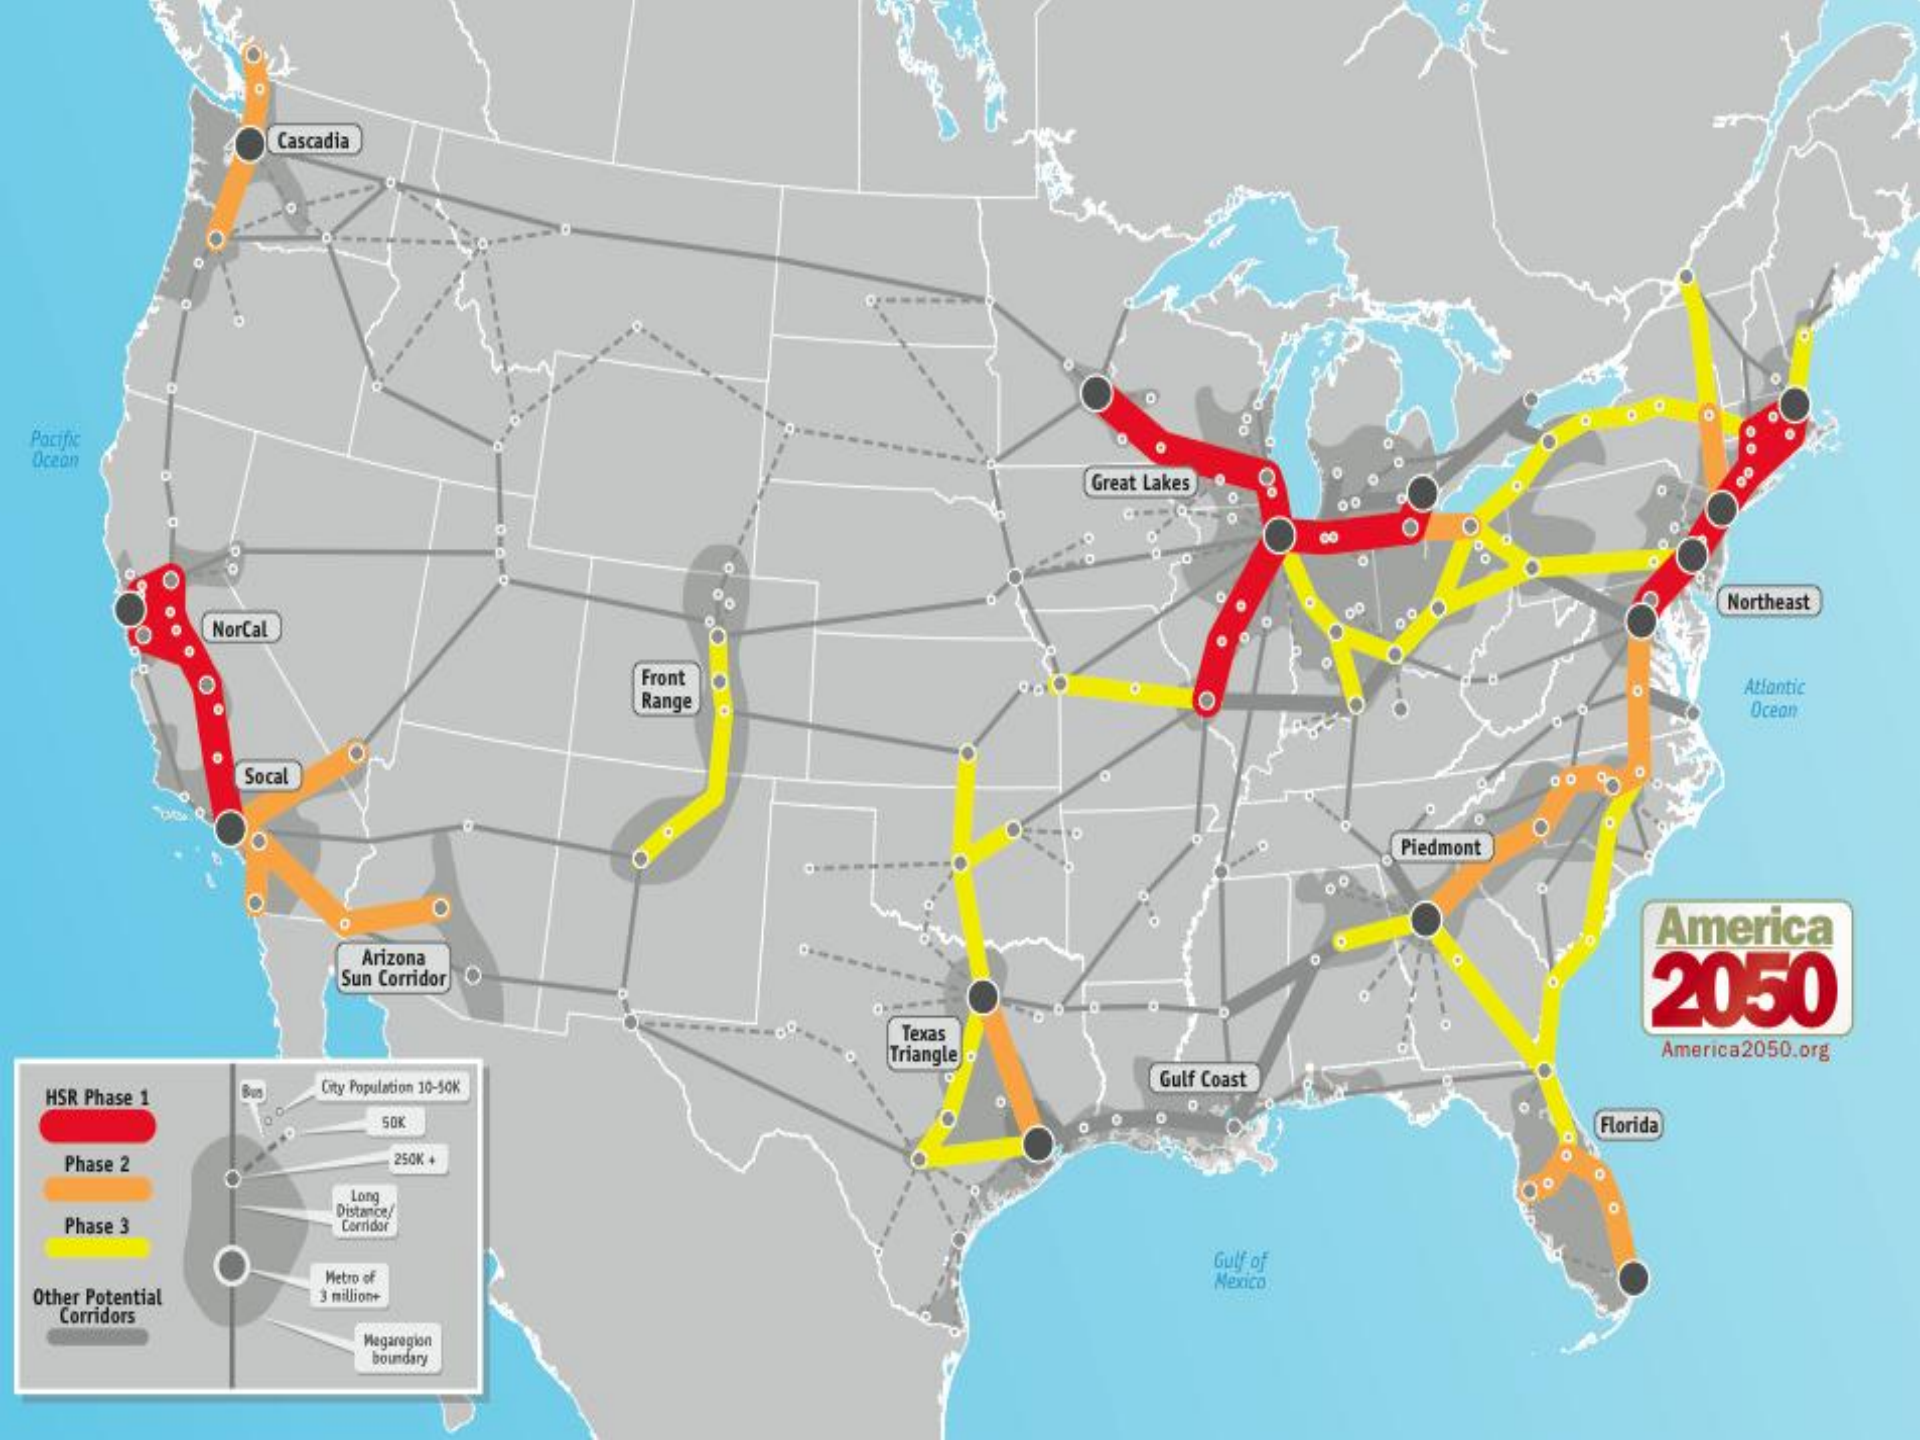 Cascadia
Pacific
Ocean
Great Lakes
NorCal
Northeast
Front
Range
Atlantic
Ocean
Socal
Piedmont
Arizona
Sun Corridor
America
2050
America2050.org
Texas
Triangle
Gulf Coast
Florida
Gulf of
Mexico
HSR Phase 1
Phase 2
Phase 3
Other Potential
Corridors
Bus
City Population 10-50K
50K
250K +
Long
Distance/
Corridor
Metro of
3 million+
Megaregion
boundary